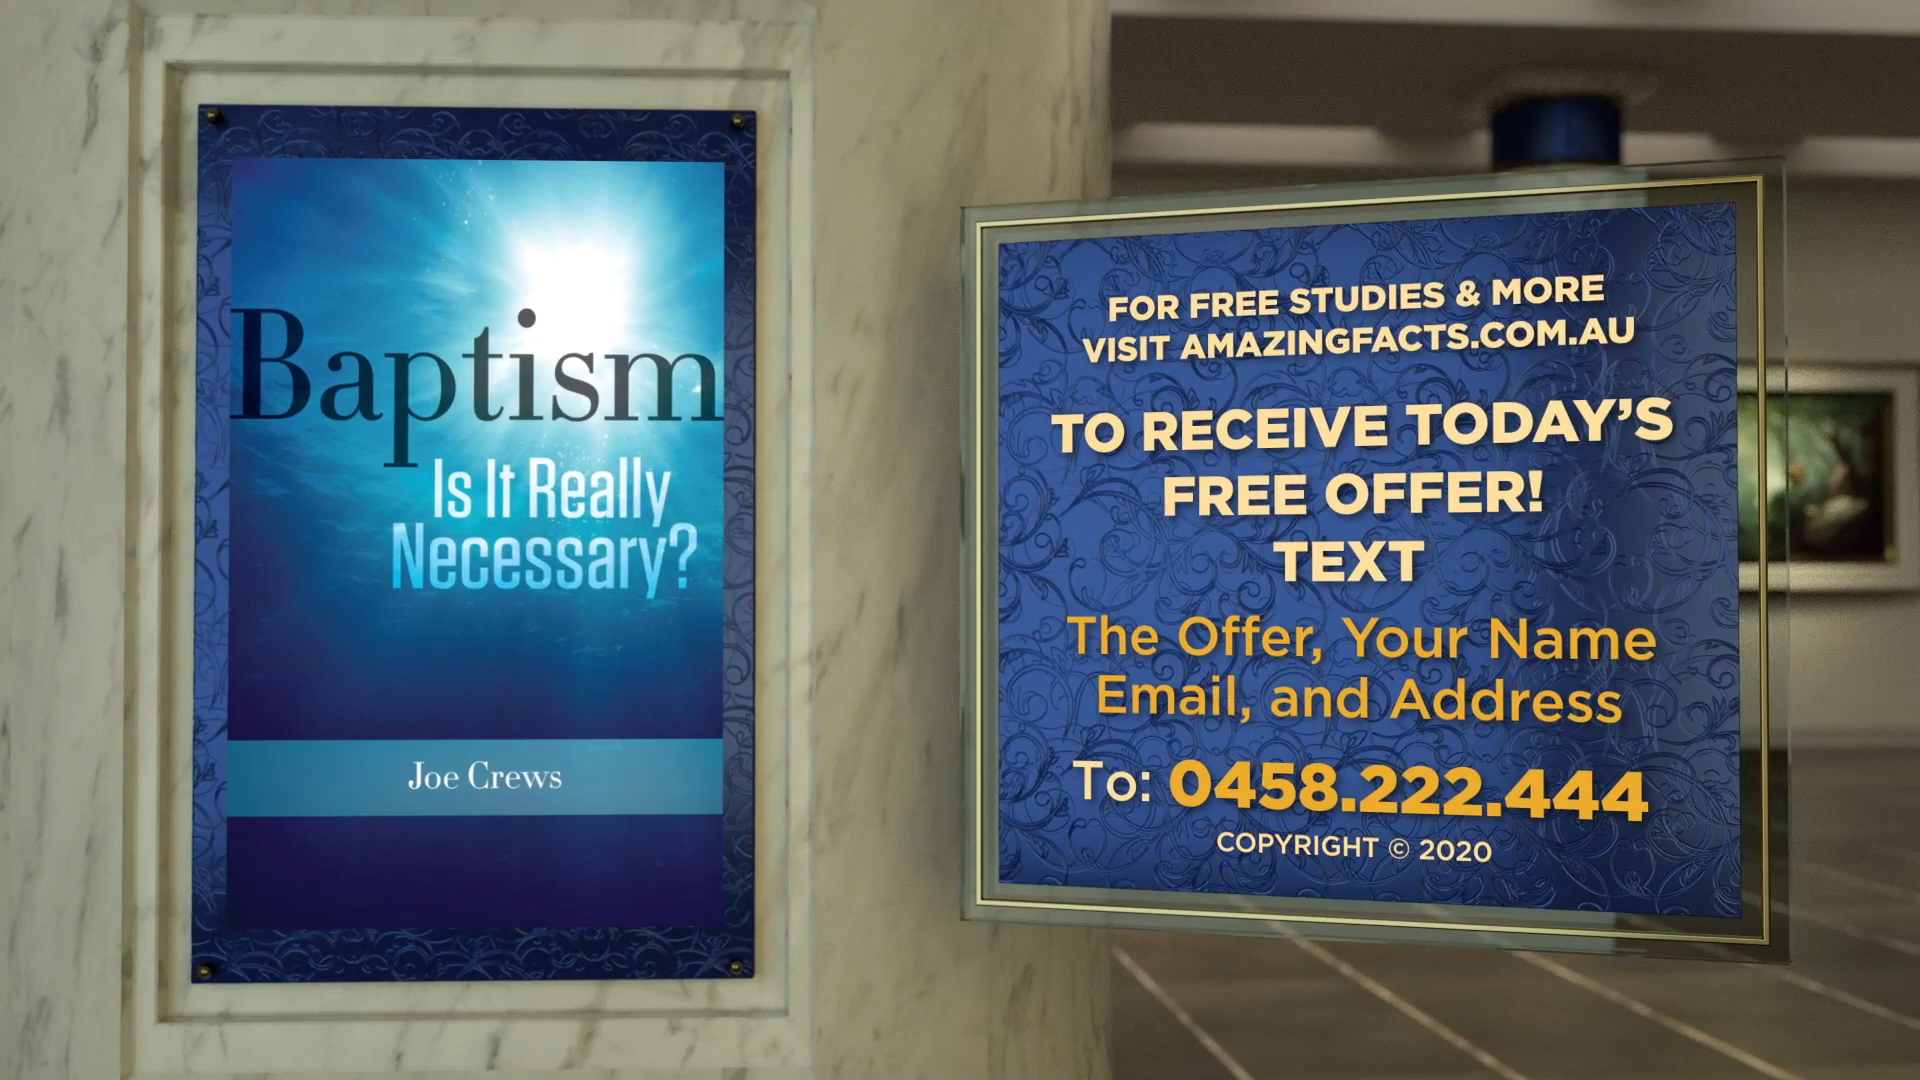 Baptism
Is It Really
Necessary?
Joe Crews
FOR FREE STUDIES & MORE
VISIT AMAZINGFACTS.COM.AU
TO RECEIVE TODAY'S
FREE OFFER!
TEXT
The Offer, Your Name
Email, and Address
To: 0458.222.444
COPYRIGHT © 2020